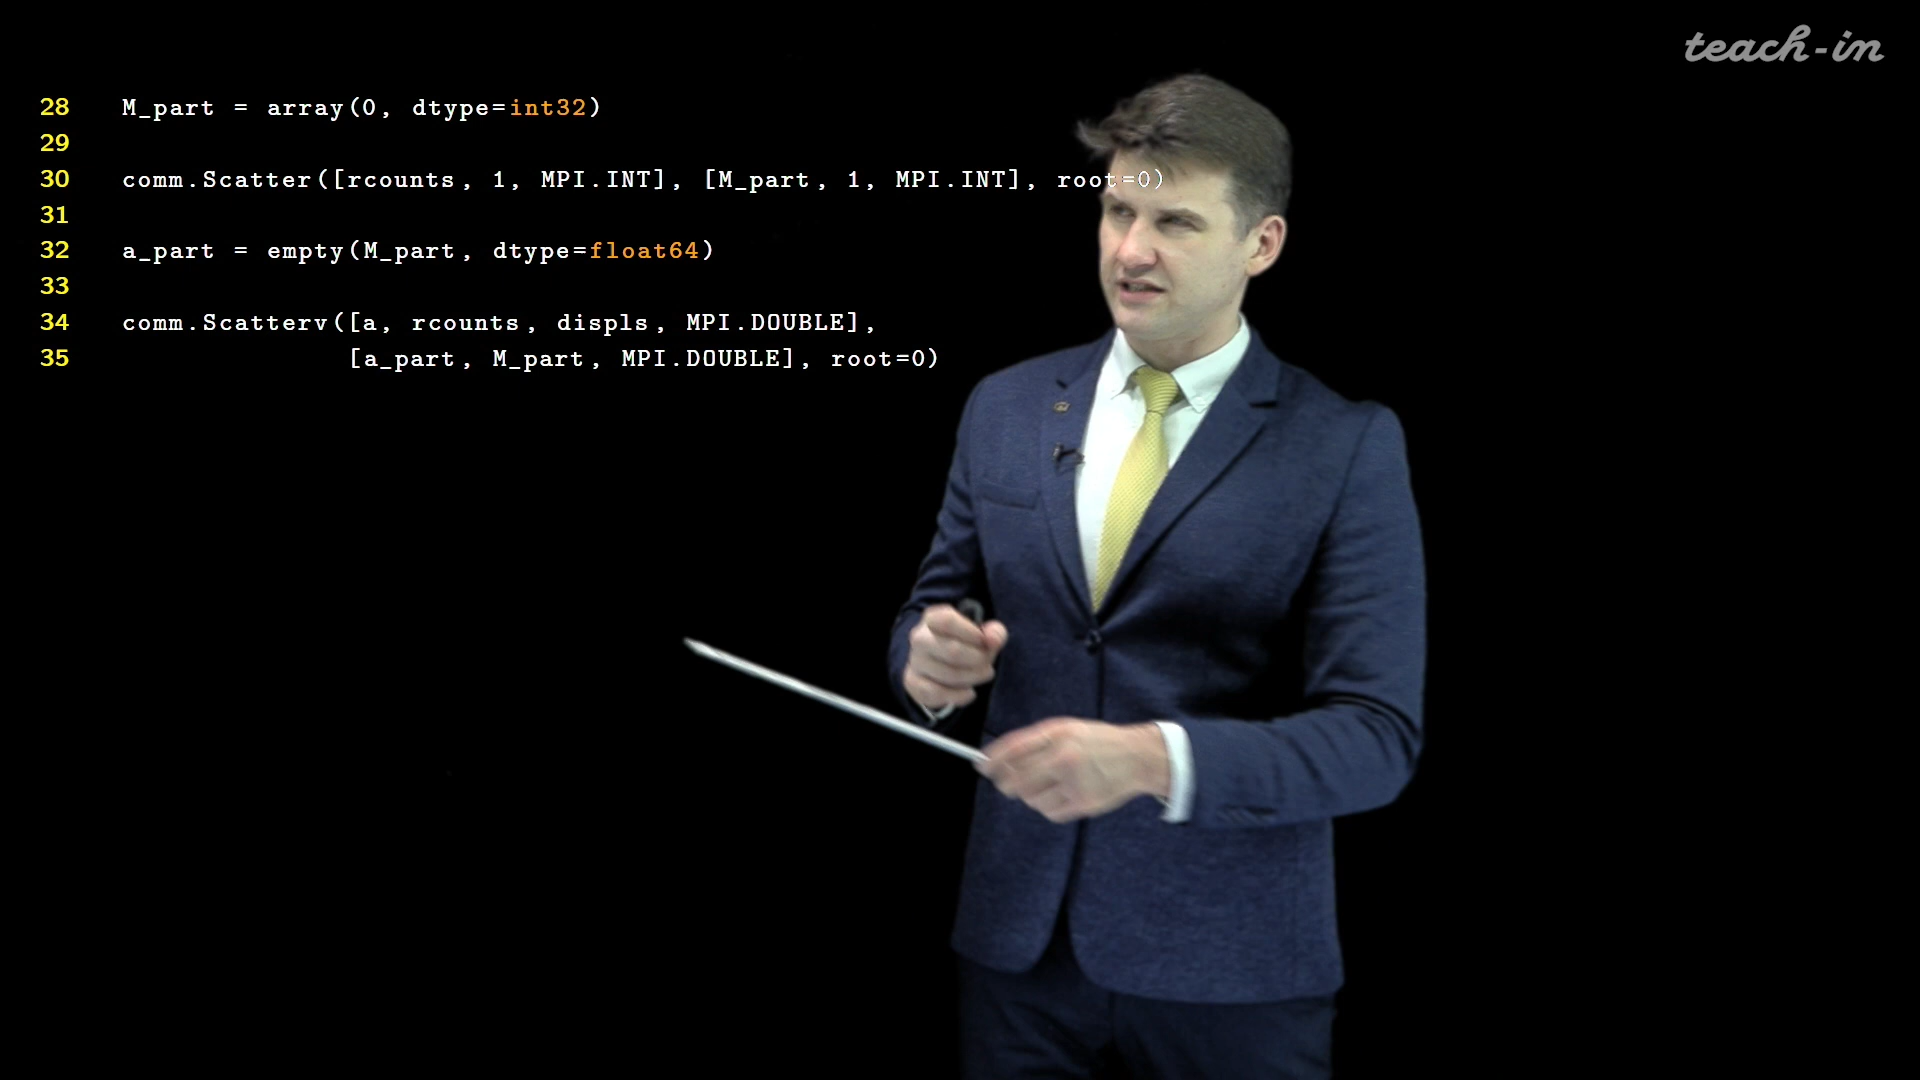 teach-in
28 M_part = array(0, dtype=int32)
29
30 comm.Scatter([rcounts, 1, MPI.INT], [M_part, 1, MPI.INT], root=0)
31
32 a_part = empty(M_part, dtype=float64)
33
34 comm.Scatterv([a, rcounts, displs, MPI.DOUBLE],
35 [a_part, M_part, MPI.DOUBLE], root=0)